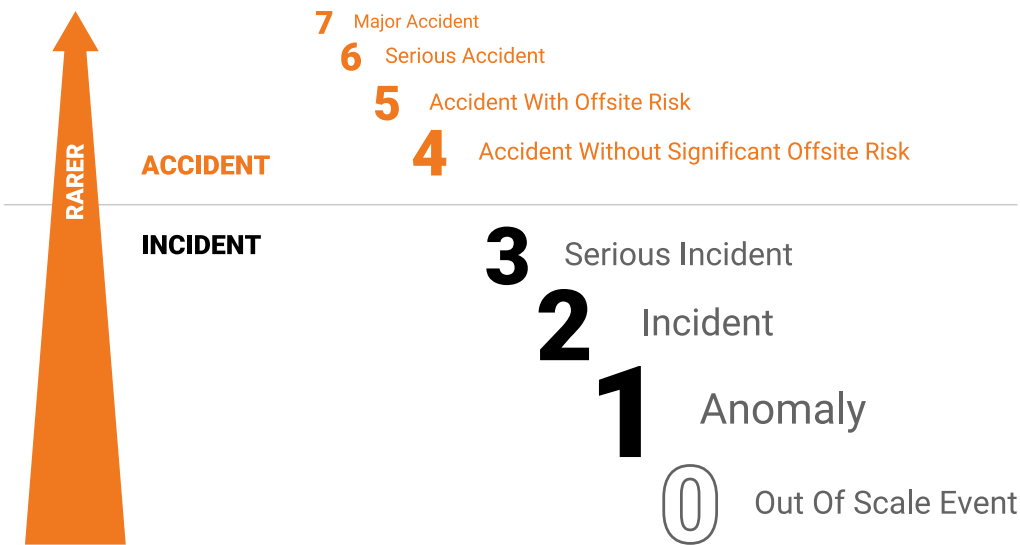 7 Major Accident
6 Serious Accident
5 Accident With Offsite Risk
4 Accident Without Significant Offsite Risk
RARER
ACCIDENT
INCIDENT
3 Serious Incident
2 Incident
1 Anomaly
0 Out Of Scale Event